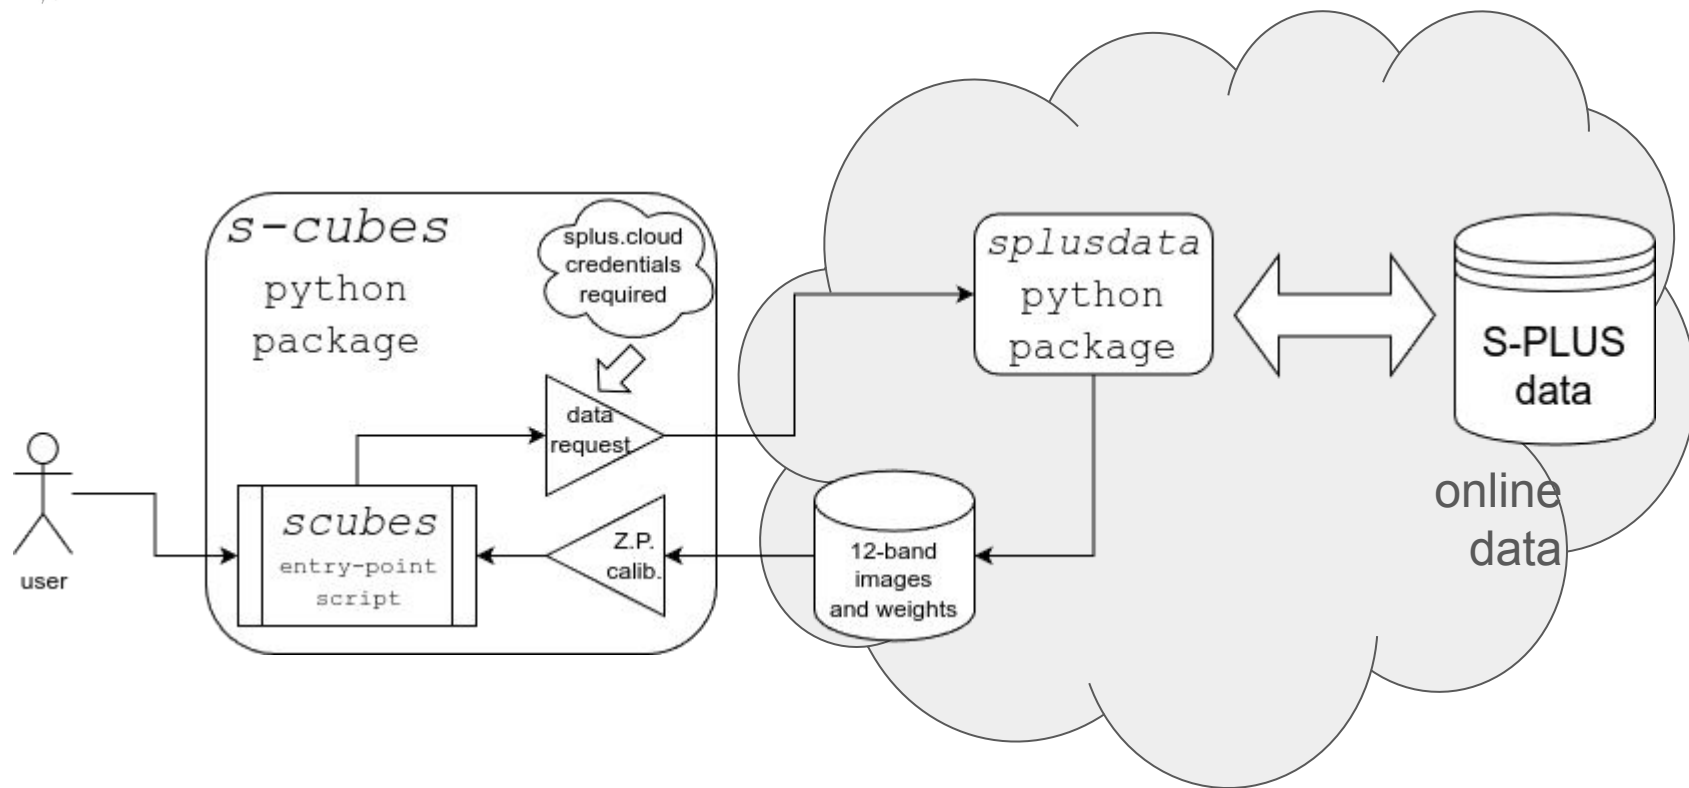 s-cubes
python
package
splus.cloud
credentials
required
data
request
scubes
entry-point
script
Z.P.
calib.
user
splusdata
python
package
12-band
images
and weights
S-PLUS
data
online
data